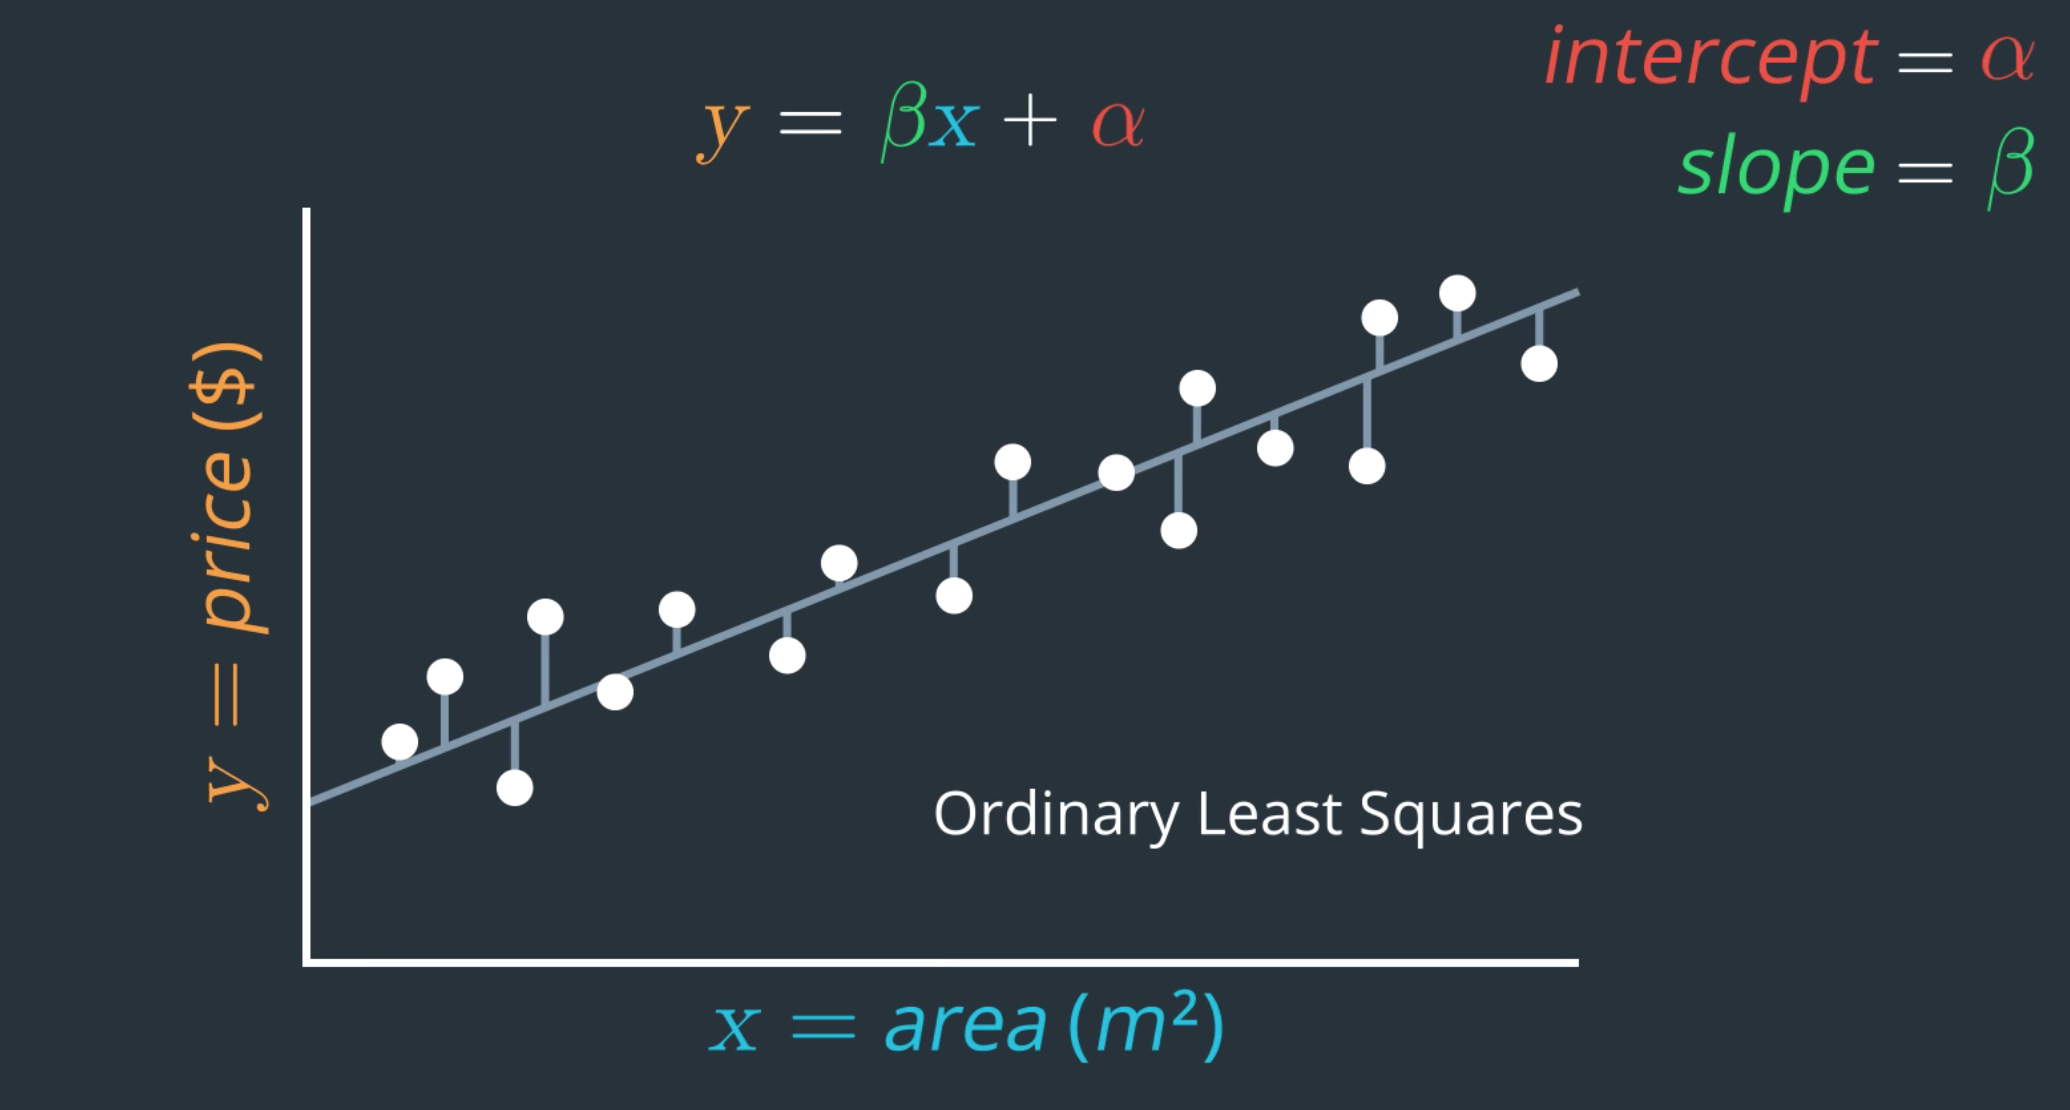 intercept = α
y = βx + α
slope = β
y = price ($)
Ordinary Least Squares
x = area (m²)